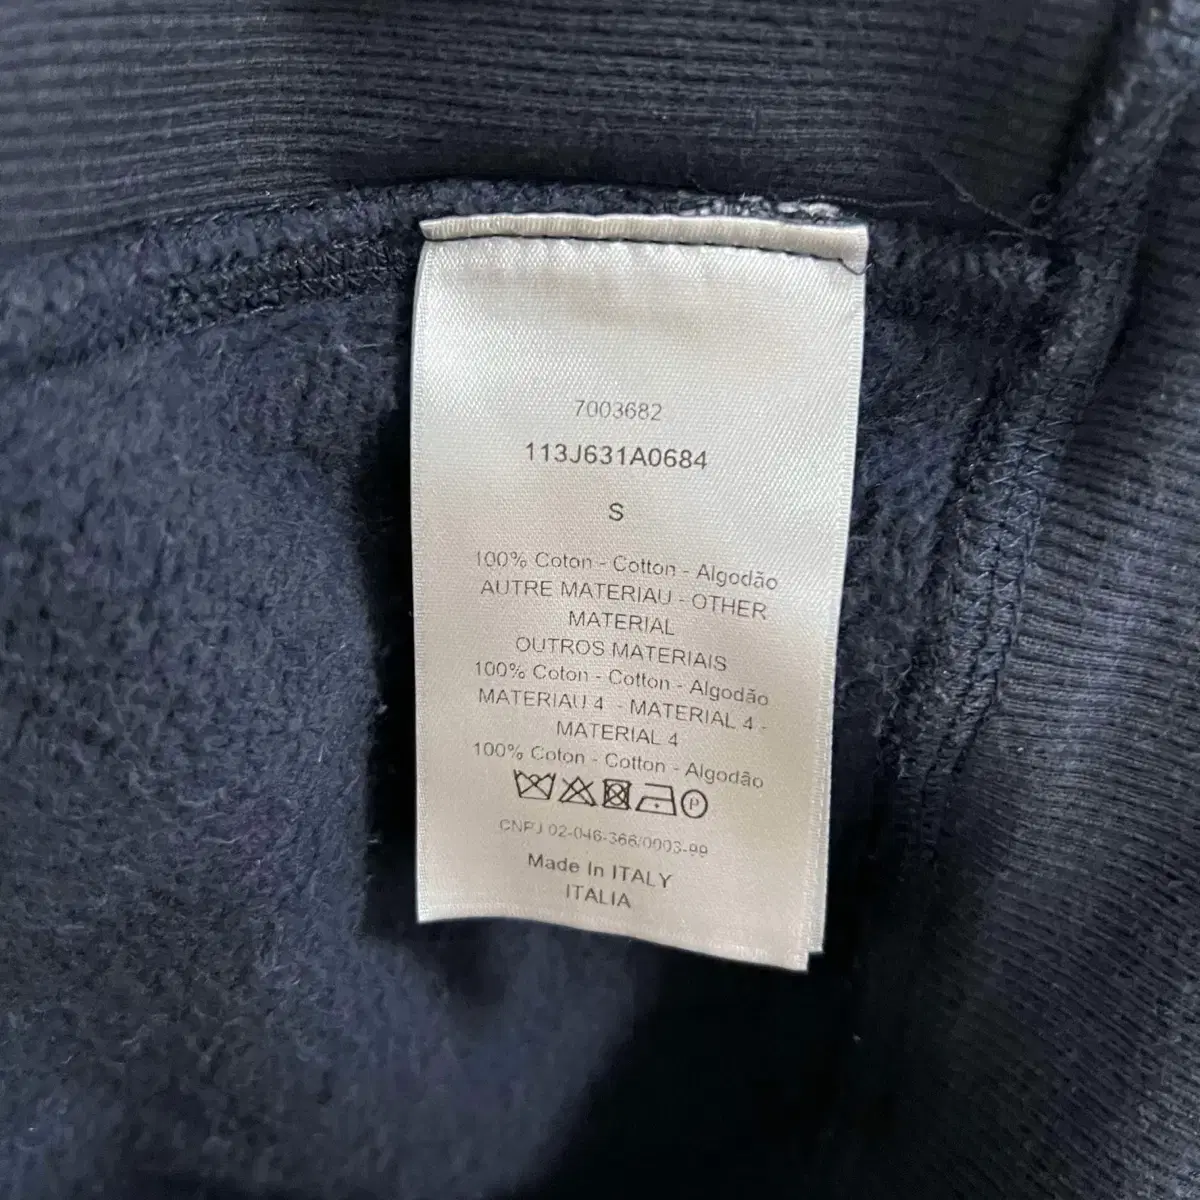 7003682
113J631A0684
S
100% Coton - Cotton - Algodão
AUTRE MATERIAU - OTHER
MATERIAL
OUTROS MATERIAIS
100% Coton - Cotton - Algodão
MATERIAU 4 - MATERIAL 4 -
MATERIAL 4
100% Coton - Cotton - Algodão
P
CNPJ 02-046-366/0003-99
Made In ITALY
ITALIA